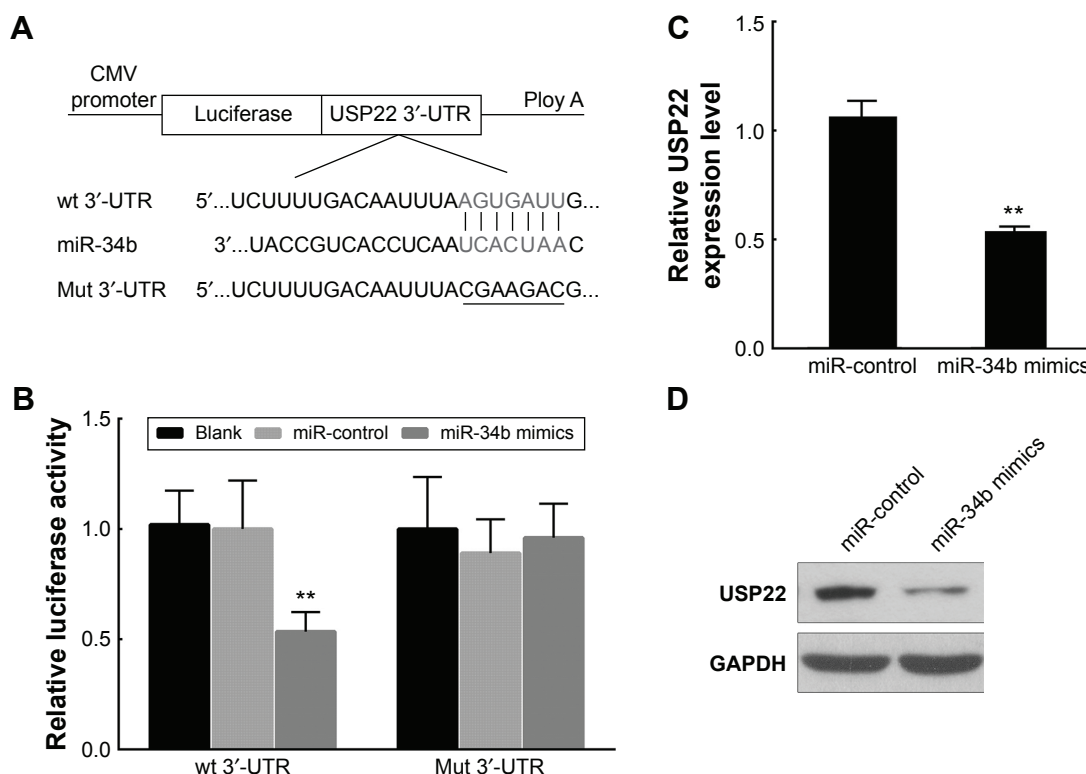 A
CMV
promoter
Luciferase
USP22 3′-UTR
Ploy A
wt 3′-UTR 5′...UCUUUUGACAAUUUAAGUGAUUG...
miR-34b 3′...UACCGUCACCUCAAUCACUAAC
Mut 3′-UTR 5′...UCUUUUGACAAUUUACGAAGACG...
B
Relative luciferase activity
1.5
1.0
0.5
0.0
Blank
miR-control
miR-34b mimics
**
wt 3′-UTR
Mut 3′-UTR
C
Relative USP22
expression level
1.5
1.0
0.5
0.0
**
miR-control
miR-34b mimics
D
miR-control
miR-34b mimics
USP22
GAPDH